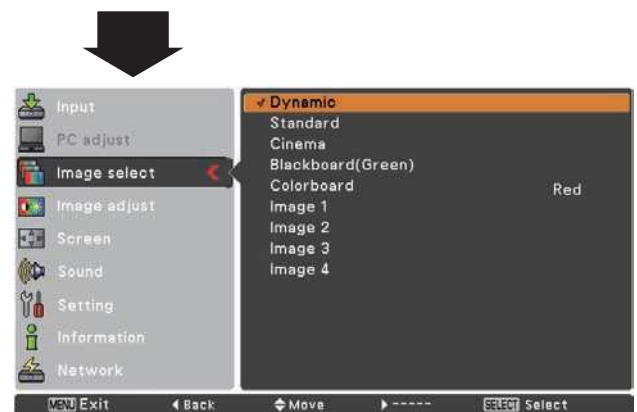 Input
PC adjust
Image select
Image adjust
Screen
Sound
Setting
Information
Network
✓ Dynamic
Standard
Cinema
Blackboard(Green)
Colorboard Red
Image 1
Image 2
Image 3
Image 4
MENU Exit ◀ Back ◆ Move ▶ ----- SELECT Select